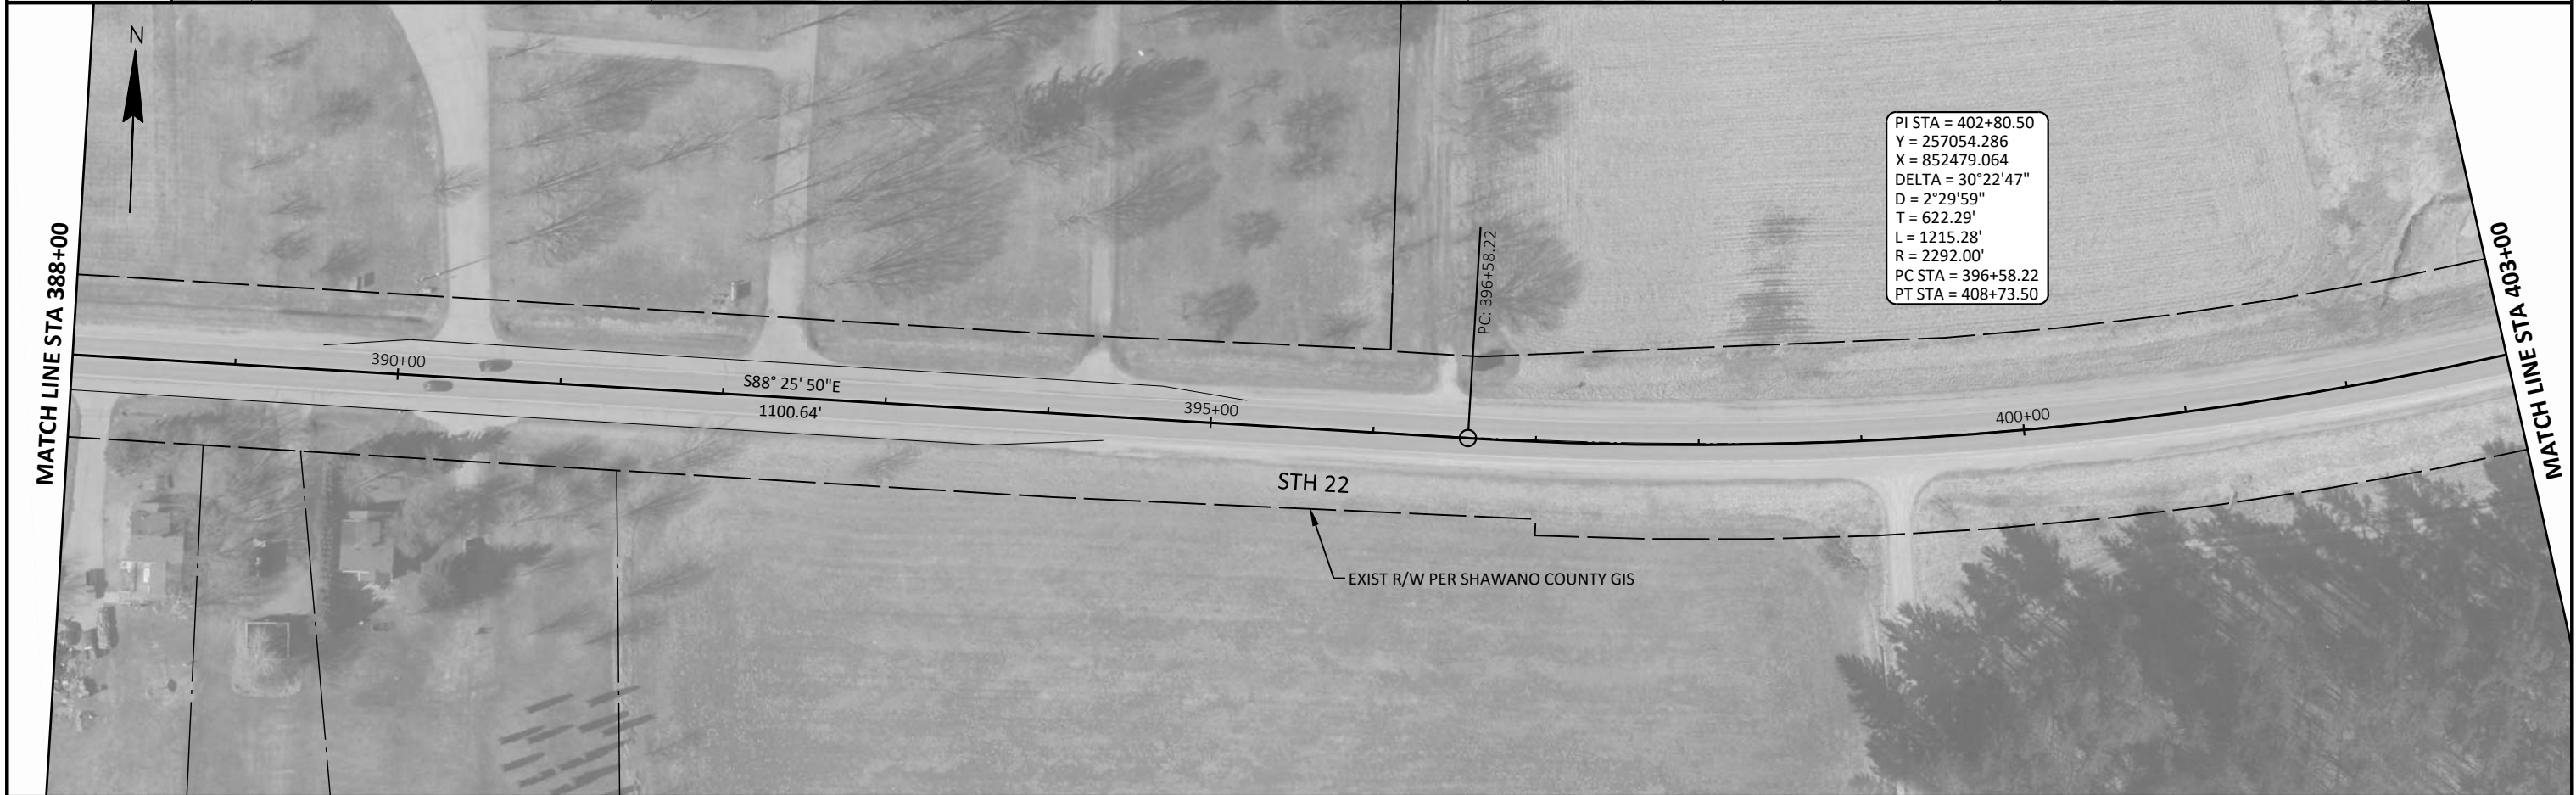 N
MATCH LINE STA 388+00
390+00
S88° 25' 50"E
1100.64'
395+00
PC: 396+58.22
STH 22
EXIST R/W PER SHAWANO COUNTY GIS
400+00
PI STA = 402+80.50
Y = 257054.286
X = 852479.064
DELTA = 30°22'47"
D = 2°29'59"
T = 622.29'
L = 1215.28'
R = 2292.00'
PC STA = 396+58.22
PT STA = 408+73.50
MATCH LINE STA 403+00